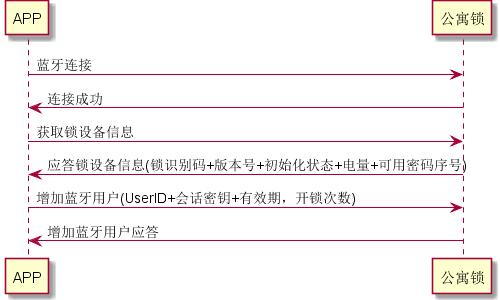 APP 公寓锁
蓝牙连接
连接成功
获取锁设备信息
应答锁设备信息(锁识别码+版本号+初始化状态+电量+可用密码序号)
增加蓝牙用户(UserID+会话密钥+有效期，开锁次数)
增加蓝牙用户应答
APP 公寓锁